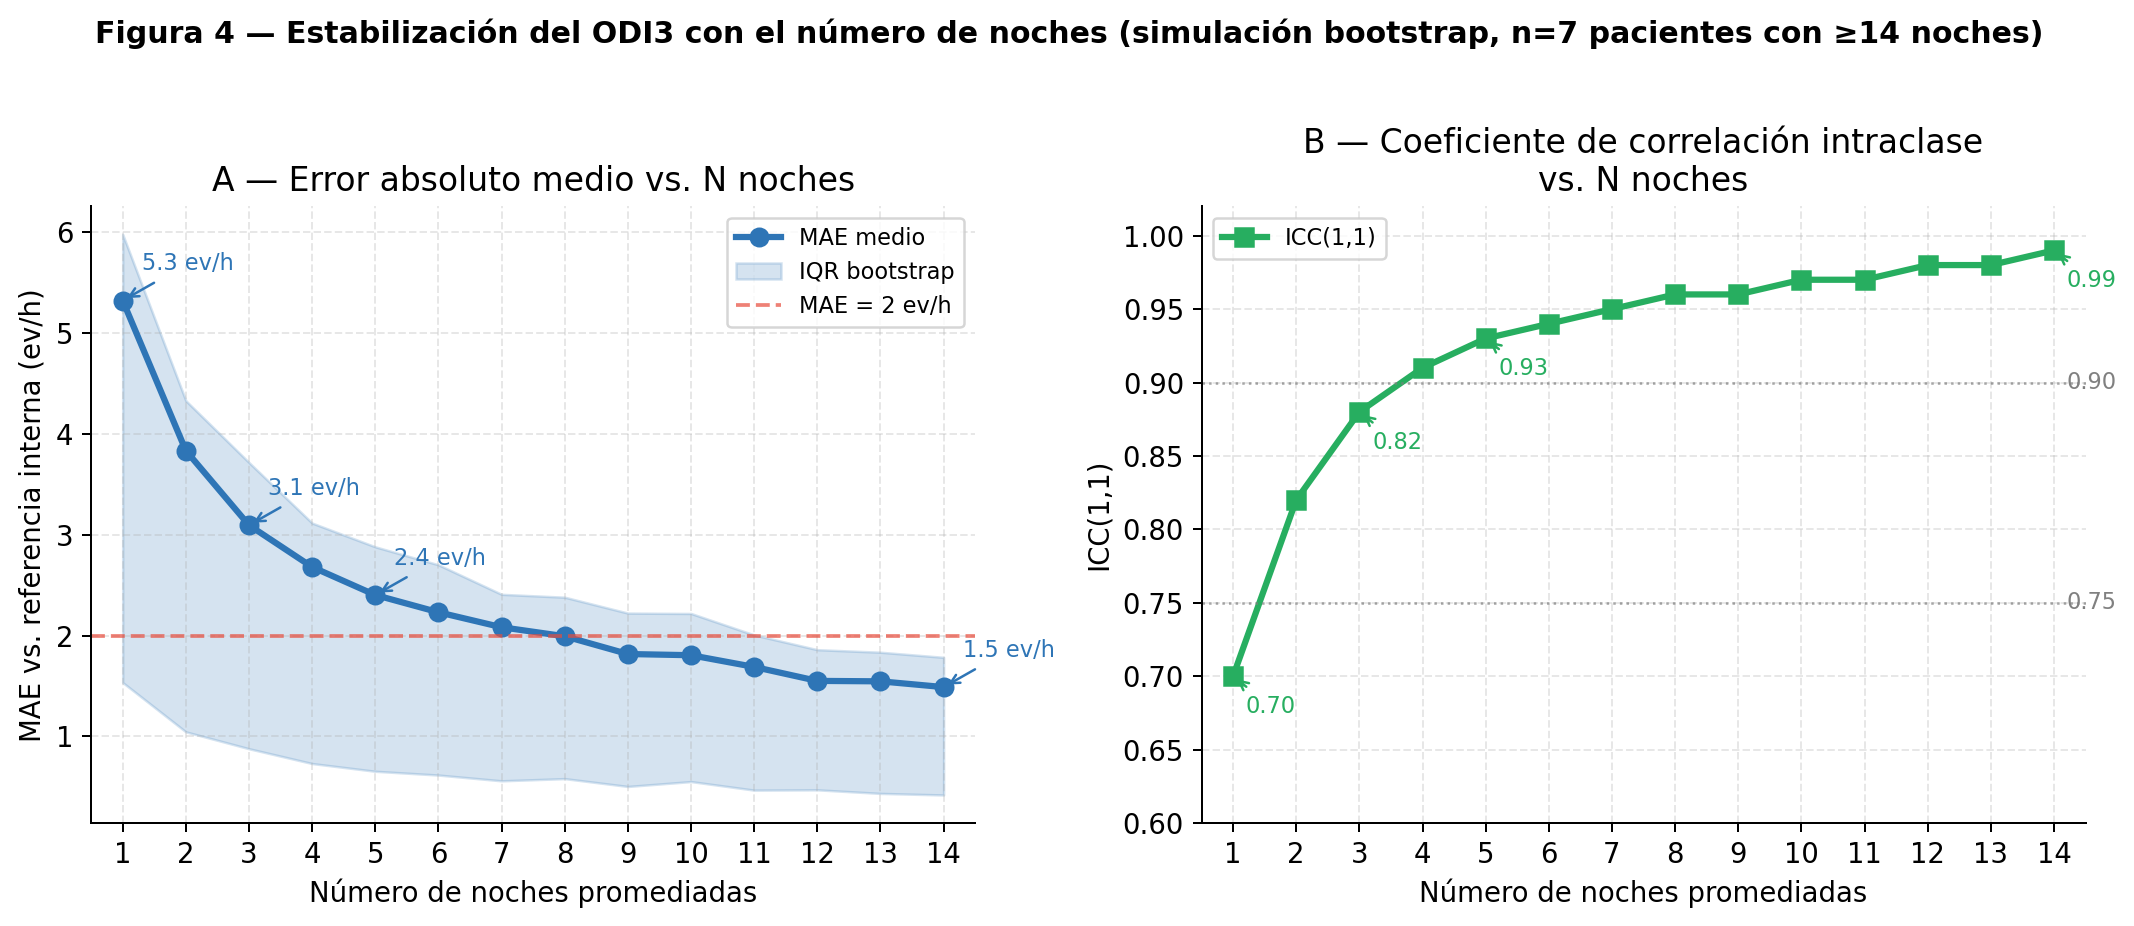 Figura 4 — Estabilización del ODI3 con el número de noches (simulación bootstrap, n=7 pacientes con ≥14 noches)
A — Error absoluto medio vs. N noches
MAE vs. referencia interna (ev/h)
6
5
4
3
2
1
5.3 ev/h
3.1 ev/h
2.4 ev/h
1.5 ev/h
MAE medio
IQR bootstrap
MAE = 2 ev/h
1 2 3 4 5 6 7 8 9 10 11 12 13 14
Número de noches promediadas
B — Coeficiente de correlación intraclase
vs. N noches
ICC(1,1)
1.00
0.95
0.90
0.85
0.80
0.75
0.70
0.65
0.60
ICC(1,1)
0.99
0.93
0.90
0.82
0.75
0.70
1 2 3 4 5 6 7 8 9 10 11 12 13 14
Número de noches promediadas